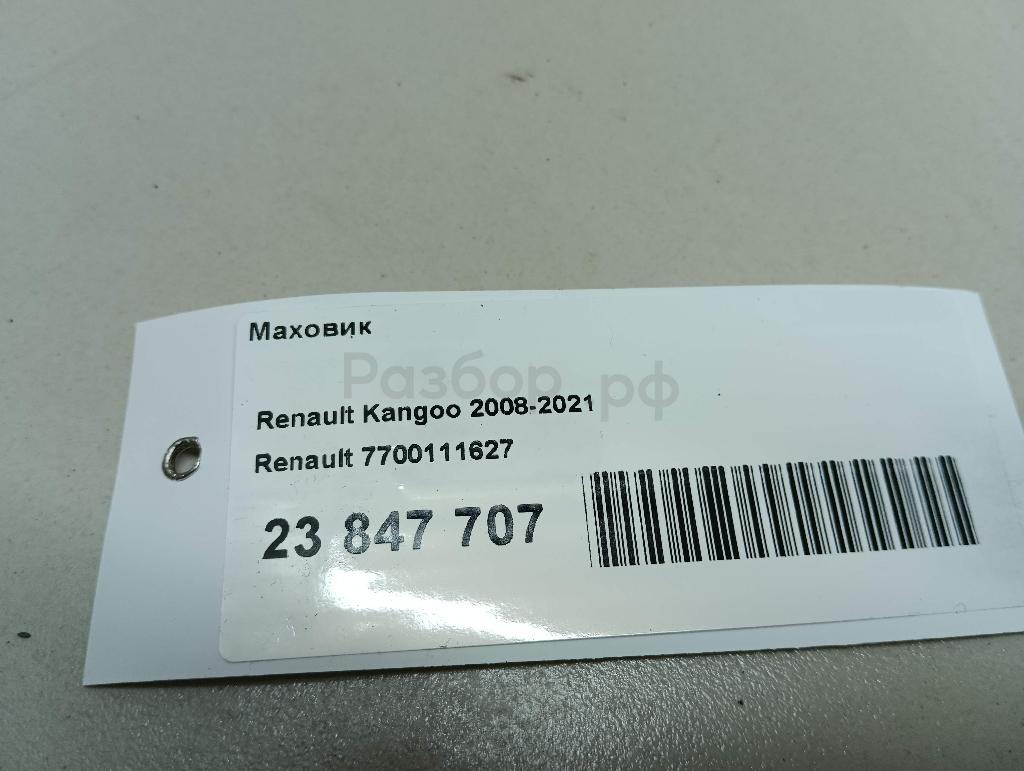 Маховик
Разбор.рф
Renault Kangoo 2008-2021
Renault 7700111627
23 847 707